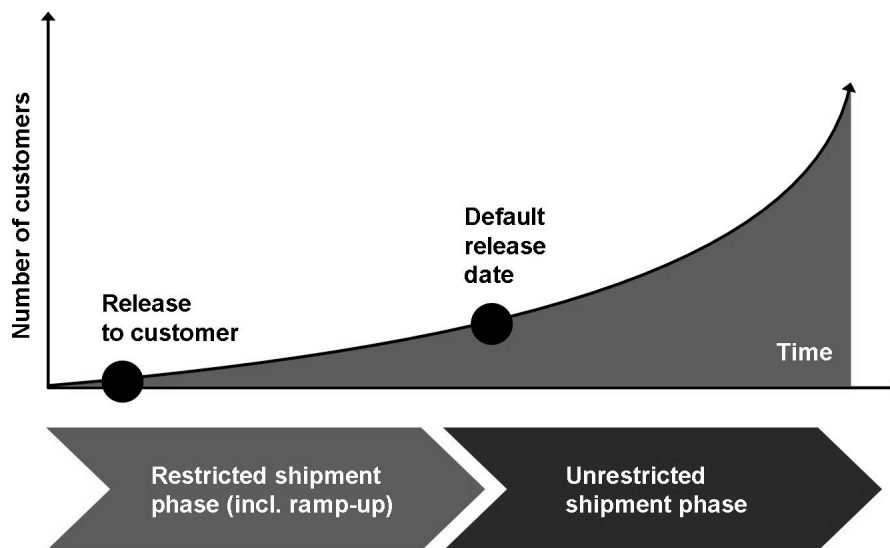 Number of customers
Default
release
date
Release
to customer
Time
Restricted shipment
phase (incl. ramp-up)
Unrestricted
shipment phase